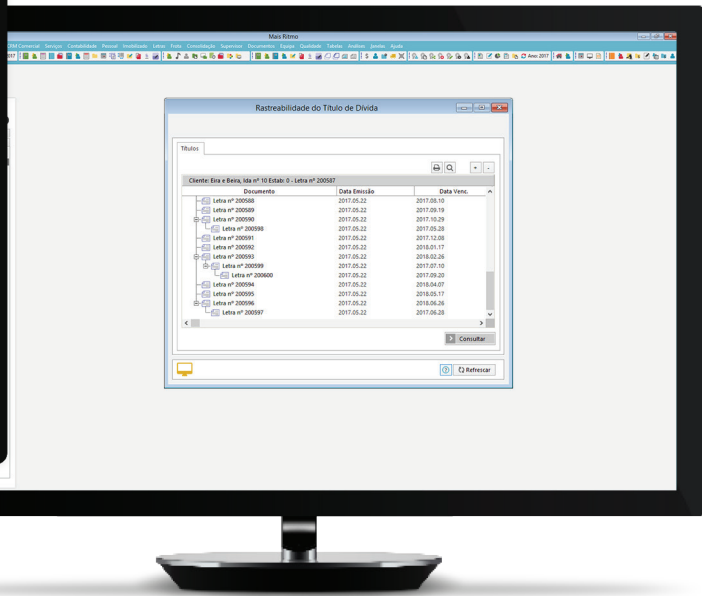 Mais Ritmo
CRM Comercial Serviços Contabilidade Pessoal Imobilizado Letras Frota Consolidação Supervisor Documentos Equipa Qualidade Tabelas Análises Janelas Ajuda
2017 Ano: 2017
Rastreabilidade do Título de Dívida
Títulos
Cliente: Eira e Beira, lda nº 10 Estab: 0 - Letra nº 200587
Documento Data Emissão Data Venc.
Letra nº 200588 2017.05.22 2017.08.10
Letra nº 200589 2017.05.22 2017.09.19
Letra nº 200590 2017.05.22 2017.10.29
Letra nº 200598 2017.05.22 2017.05.28
Letra nº 200591 2017.05.22 2017.12.08
Letra nº 200592 2017.05.22 2018.01.17
Letra nº 200593 2017.05.22 2018.02.26
Letra nº 200599 2017.05.22 2017.07.10
Letra nº 200600 2017.05.22 2017.09.20
Letra nº 200594 2017.05.22 2018.04.07
Letra nº 200595 2017.05.22 2018.05.17
Letra nº 200596 2017.05.22 2018.06.26
Letra nº 200597 2017.05.22 2017.06.28
Consultar
Refrescar